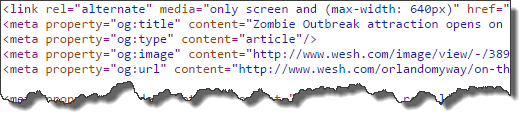 <link rel="alternate" media="only screen and (max-width: 640px)" href="
<meta property="og:title" content="Zombie Outbreak attraction opens on
<meta property="og:type" content="article"/>
<meta property="og:image" content="http://www.wesh.com/image/view/-/389
<meta property="og:url" content="http://www.wesh.com/orlandomyway/on-th